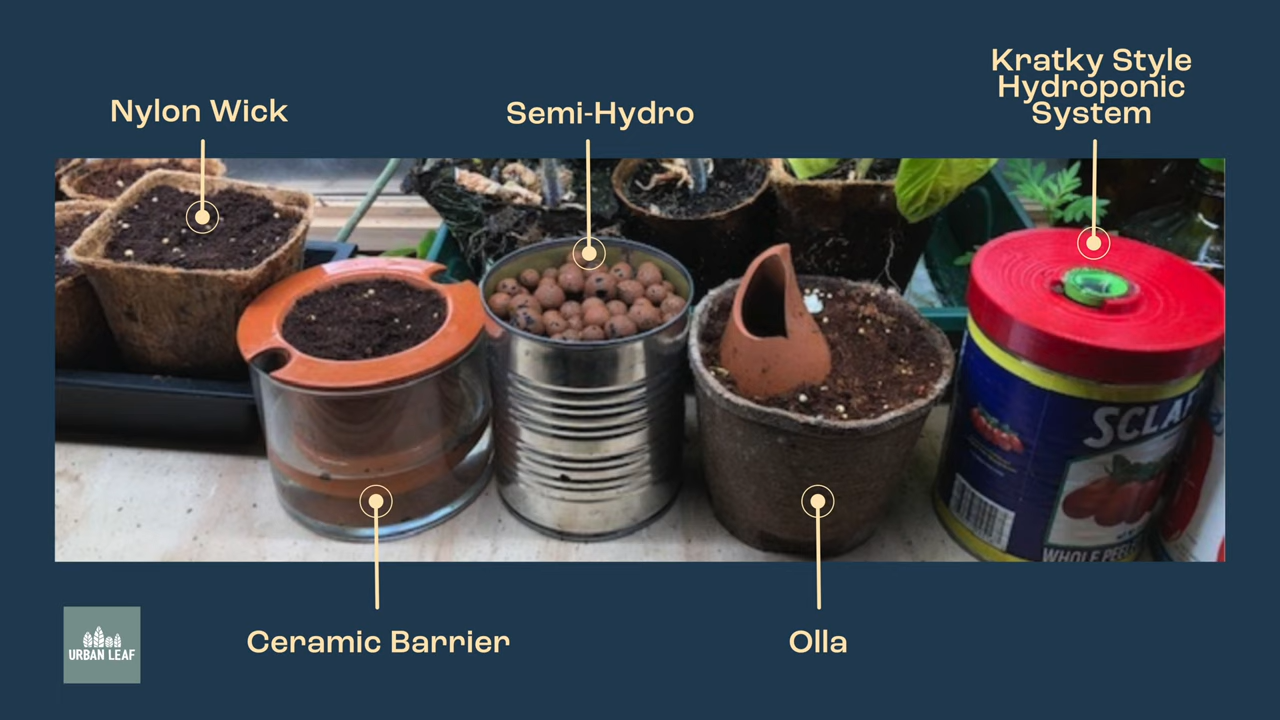 Kratky Style
Hydroponic
System
Nylon Wick
Semi-Hydro
SCLAF
WHOLE PEEL
Ceramic Barrier
Olla
URBAN LEAF